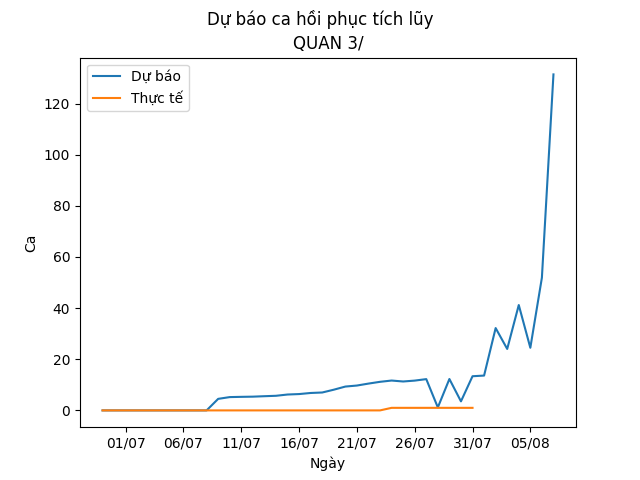 Dự báo ca hồi phục tích lũy
QUAN 3/
Dự báo
Thực tế
120
100
80
60
40
20
0
Ca
01/07
06/07
11/07
16/07
21/07
26/07
31/07
05/08
Ngày